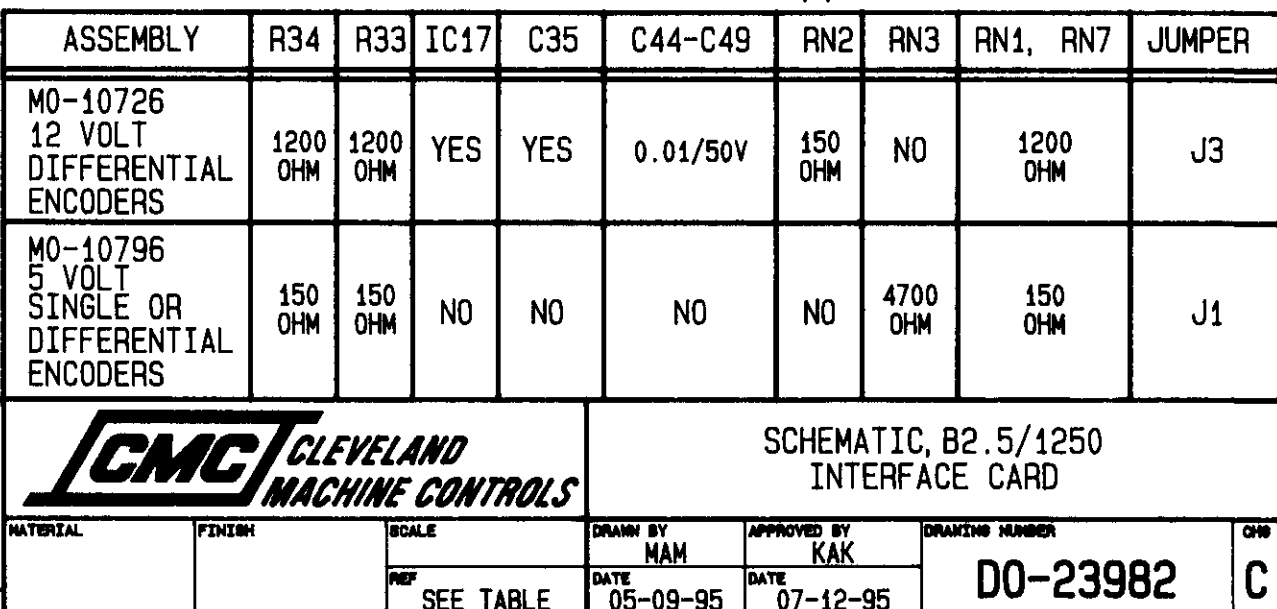 ASSEMBLY R34 R33 IC17 C35 C44-C49 RN2 RN3 RN1, RN7 JUMPER
MO-10726
12 VOLT
DIFFERENTIAL
ENCODERS
1200
OHM
1200
OHM
YES
YES
0.01/50V
150
OHM
NO
1200
OHM
J3
MO-10796
5 VOLT
SINGLE OR
DIFFERENTIAL
ENCODERS
150
OHM
150
OHM
NO
NO
NO
NO
4700
OHM
150
OHM
J1
CMC CLEVELAND
MACHINE CONTROLS
SCHEMATIC, B2.5/1250
INTERFACE CARD
MATERIAL
FINISH
SCALE
REF
SEE TABLE
DRAWN BY
MAM
APPROVED BY
KAK
DATE
05-09-95
DATE
07-12-95
DRAWING NUMBER
DO-23982
CHG
C